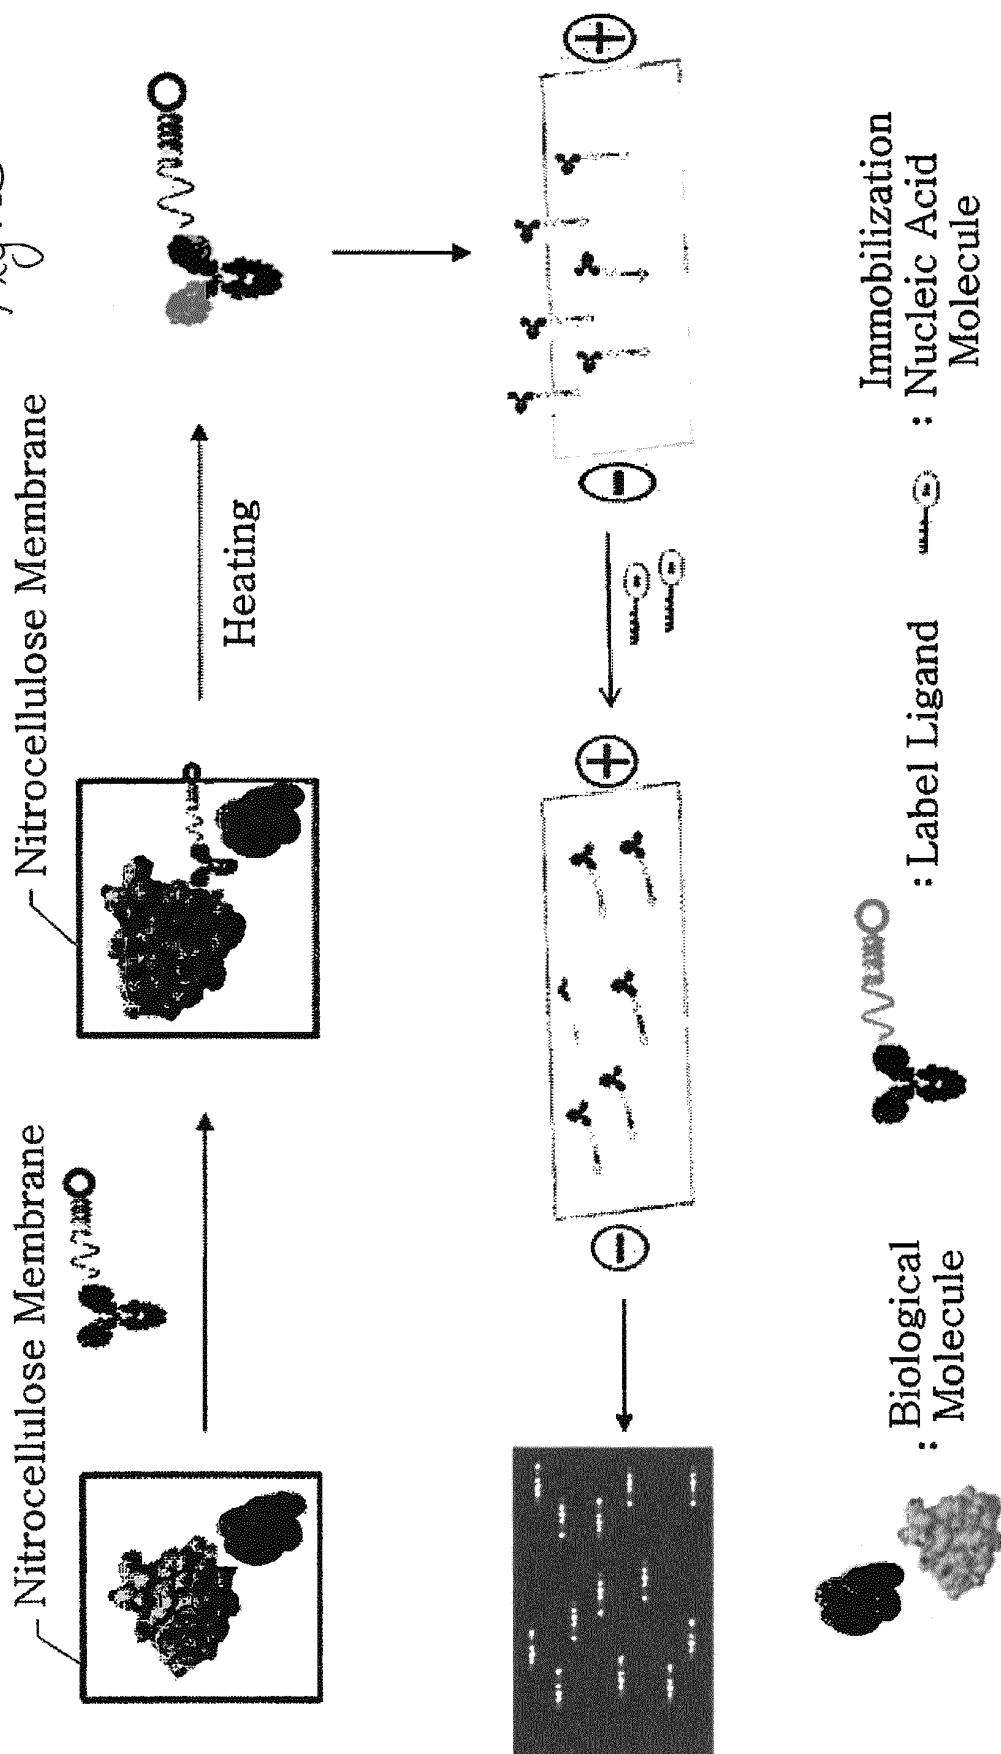 Nitrocellulose Membrane
Nitrocellulose Membrane
Heating
: Biological
Molecule
: Label Ligand
Immobilization
: Nucleic Acid
Molecule